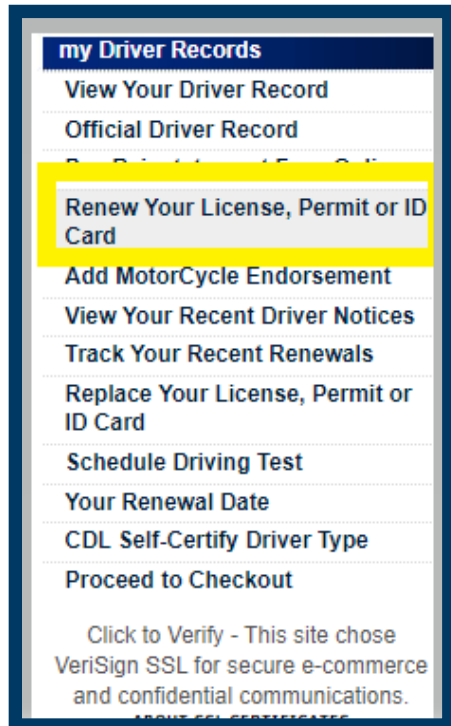 my Driver Records
View Your Driver Record
Official Driver Record
Renew Your License, Permit or ID
Card
Add MotorCycle Endorsement
View Your Recent Driver Notices
Track Your Recent Renewals
Replace Your License, Permit or
ID Card
Schedule Driving Test
Your Renewal Date
CDL Self-Certify Driver Type
Proceed to Checkout
Click to Verify - This site chose
VeriSign SSL for secure e-commerce
and confidential communications.
ABOUT SSL CERTIFICATES